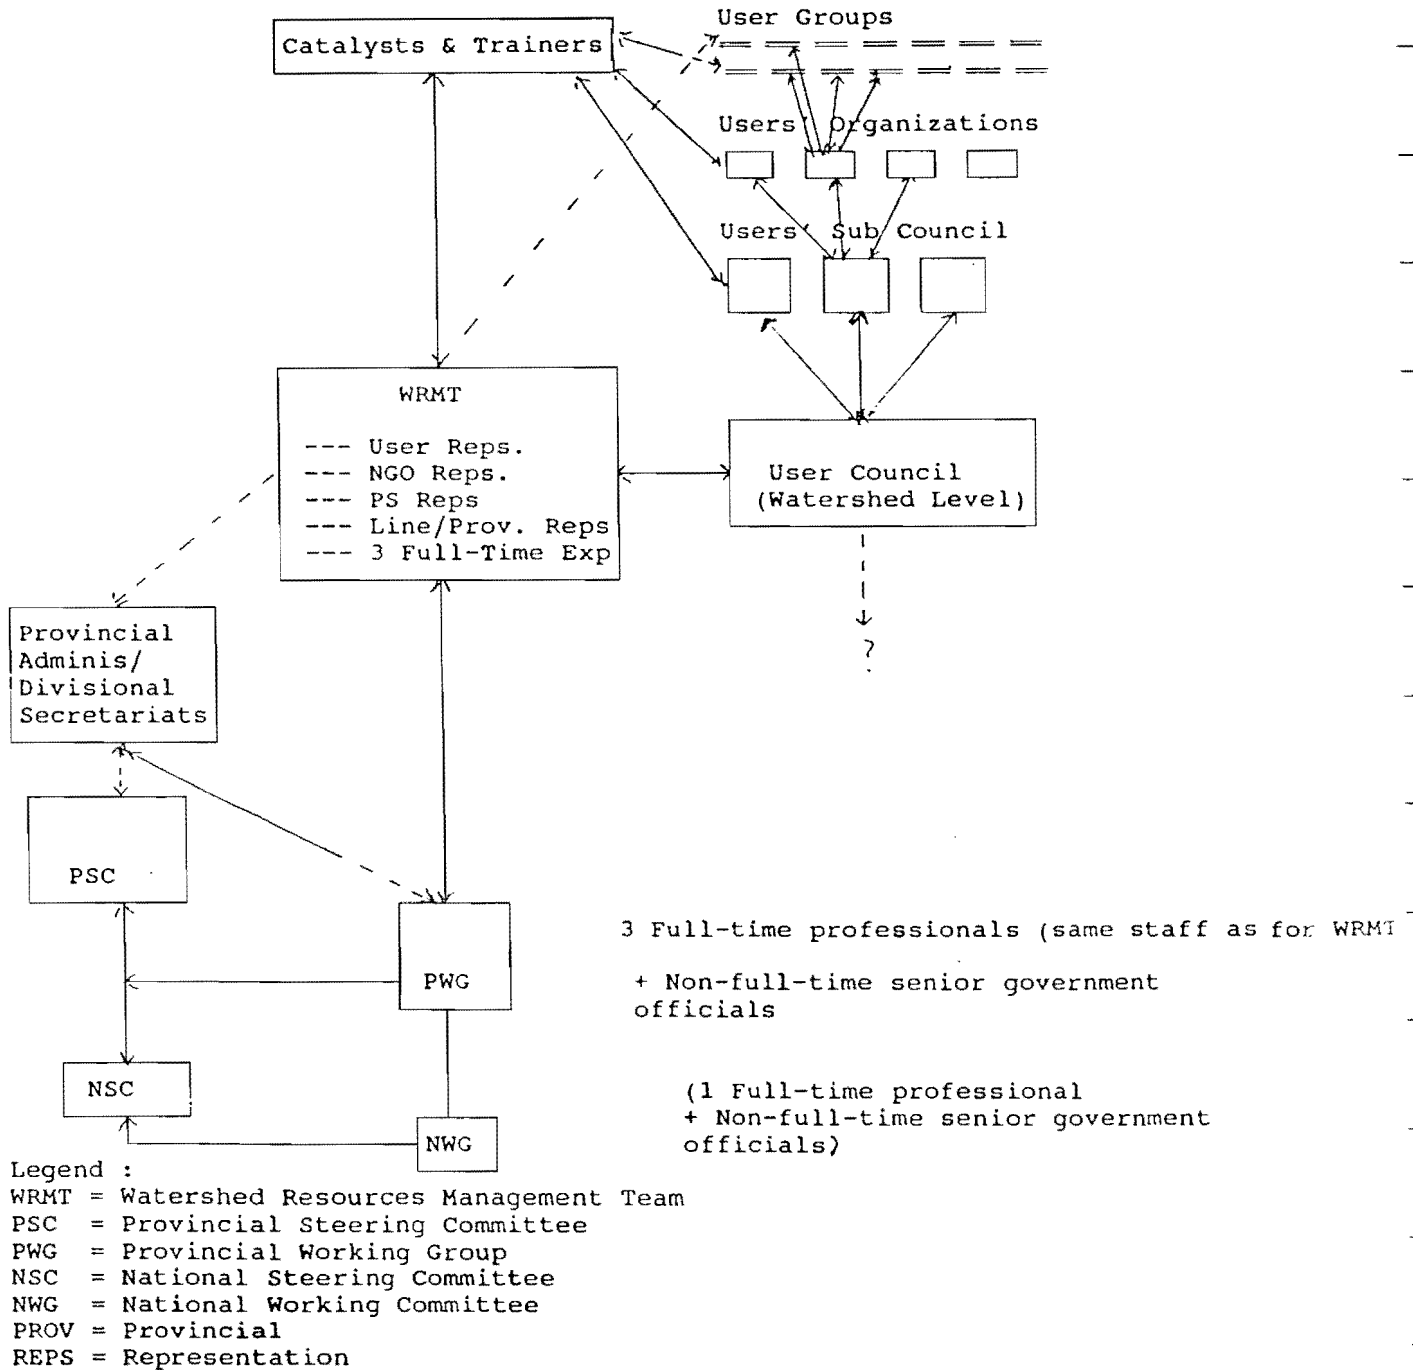 User Groups
Catalysts & Trainers
Users' Organizations
Users' Sub Council
WRMT
--- User Reps.
--- NGO Reps.
--- PS Reps
--- Line/Prov. Reps
--- 3 Full-Time Exp
User Council
(Watershed Level)
?
Provincial
Adminis/
Divisional
Secretariats
PSC
PWG
3 Full-time professionals (same staff as for WRMT
+ Non-full-time senior government
officials
NSC
NWG
(1 Full-time professional
+ Non-full-time senior government
officials)
Legend :
WRMT = Watershed Resources Management Team
PSC = Provincial Steering Committee
PWG = Provincial Working Group
NSC = National Steering Committee
NWG = National Working Committee
PROV = Provincial
REPS = Representation